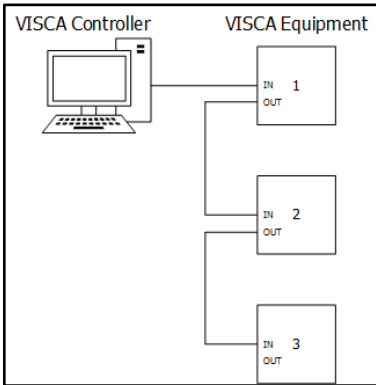 VISCA Controller VISCA Equipment
IN 1
OUT
IN 2
OUT
IN 3
OUT